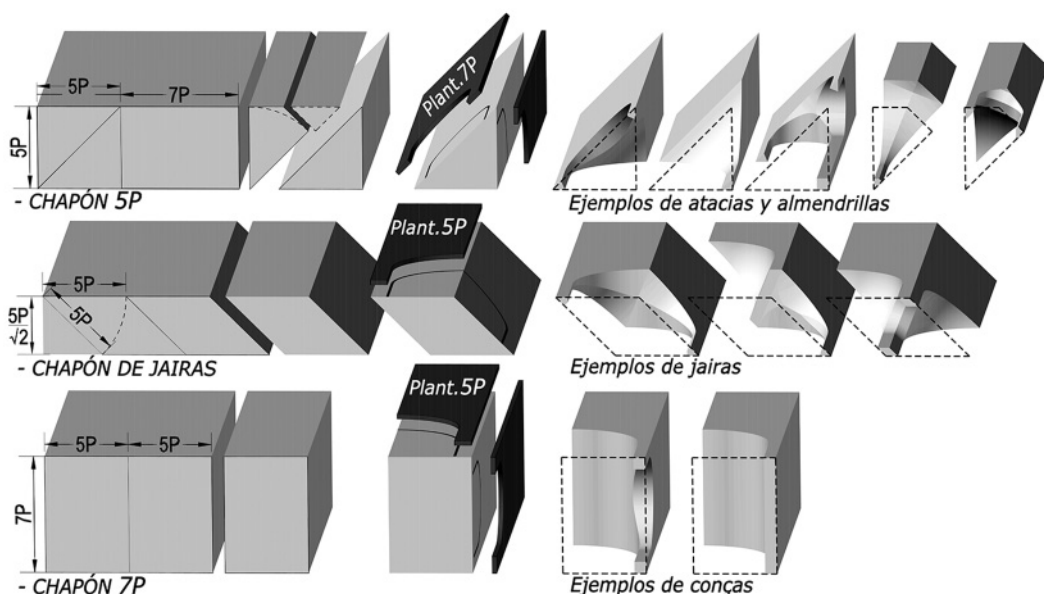 5P
7P
5P
Plant.7P
- CHAPÓN 5P
Ejemplos de atacias y almendrillas
5P
5P
5P
√2
Plant.5P
- CHAPÓN DE JAIRAS
Ejemplos de jairas
5P
5P
7P
Plant.5P
- CHAPÓN 7P
Ejemplos de conças